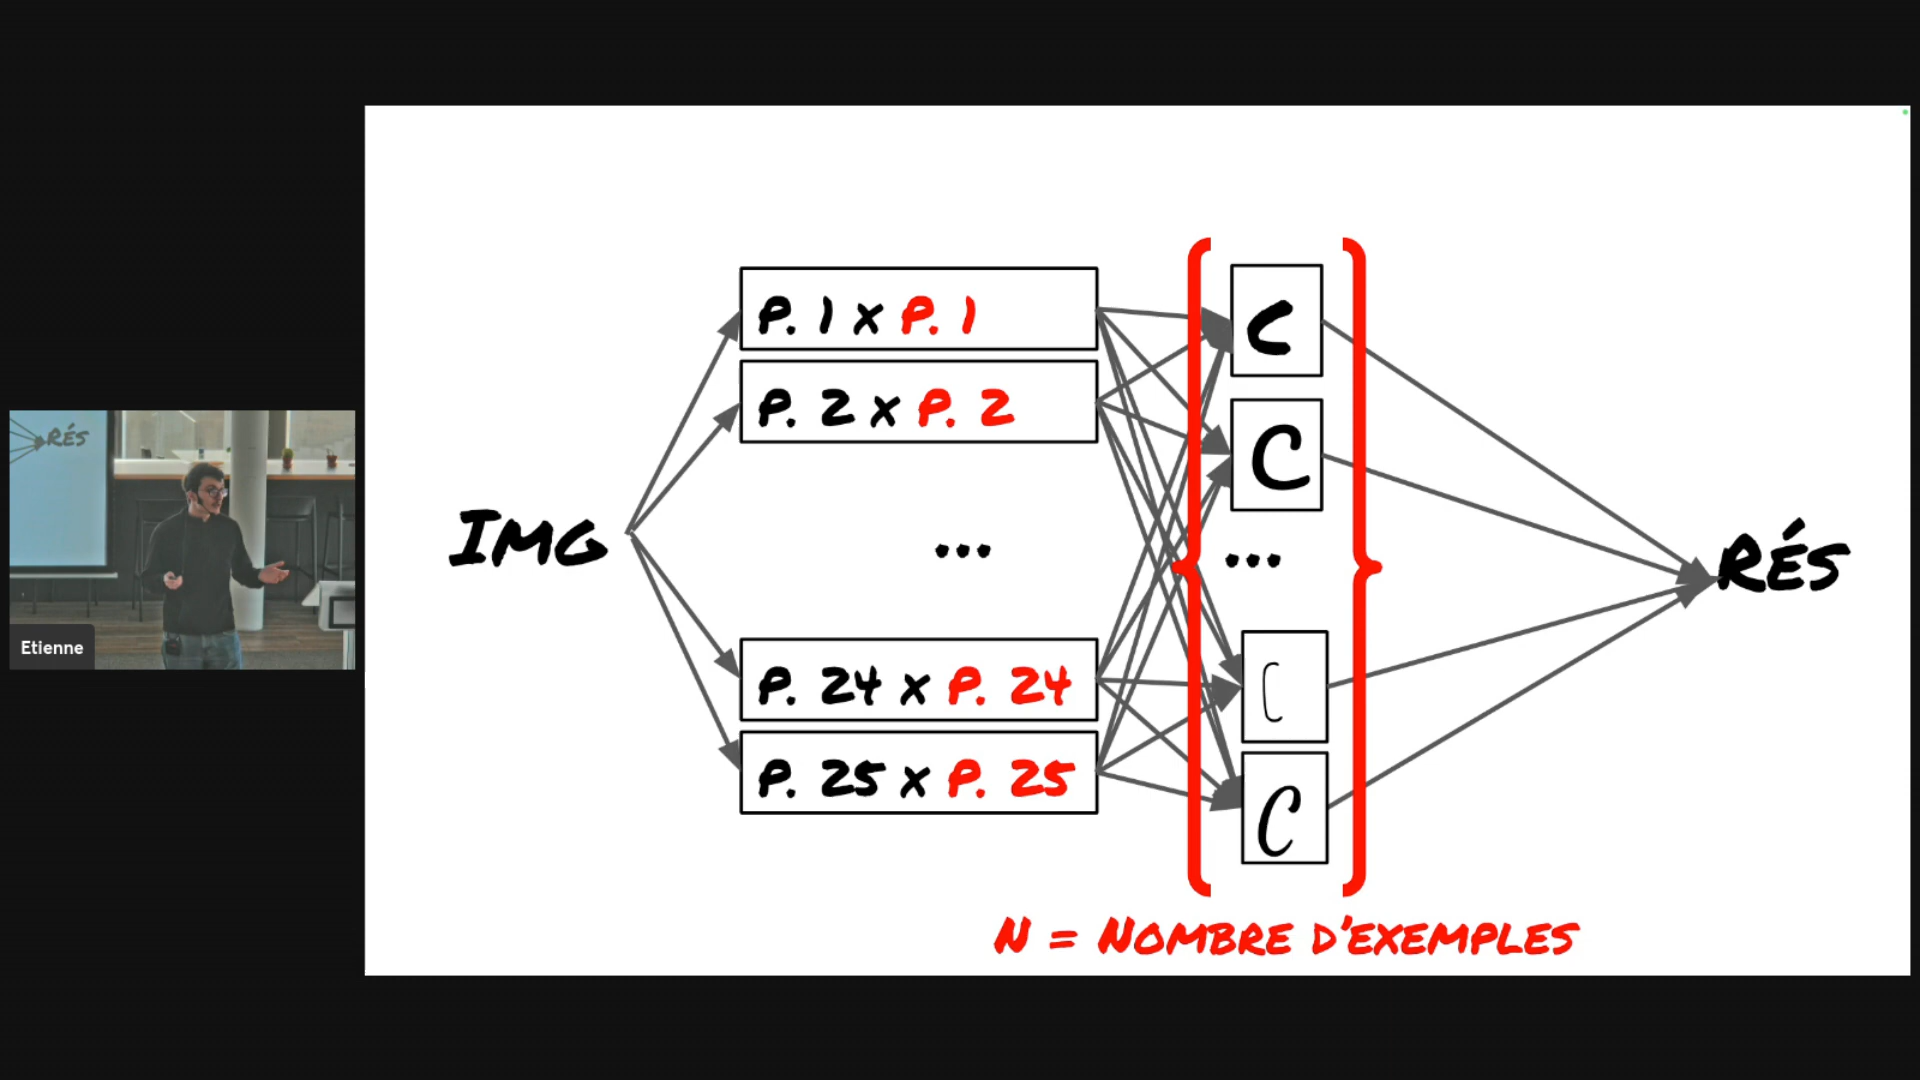 Rés
Etienne
Img
P. 1 x P. 1
P. 2 x P. 2
...
P. 24 x P. 24
P. 25 x P. 25
C
C
...
C
C
Rés
N = Nombre d'exemples